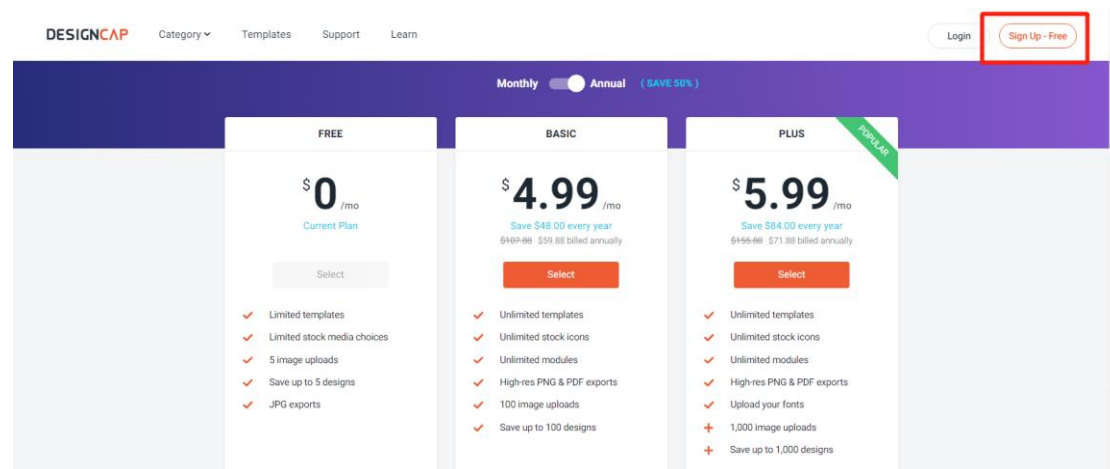 DESIGNCAP Category Templates Support Learn Login Sign Up - Free
Monthly Annual ( SAVE 50% )
FREE
$0 /mo
Current Plan
Select
Limited templates
Limited stock media choices
5 image uploads
Save up to 5 designs
JPG exports
BASIC
$4.99 /mo
Save $48.00 every year
$107.88 $59.88 billed annually
Select
Unlimited templates
Unlimited stock icons
Unlimited modules
High-res PNG & PDF exports
100 image uploads
Save up to 100 designs
PLUS
POPULAR
$5.99 /mo
Save $84.00 every year
$155.88 $71.88 billed annually
Select
Unlimited templates
Unlimited stock icons
Unlimited modules
High-res PNG & PDF exports
Upload your fonts
1,000 image uploads
Save up to 1,000 designs